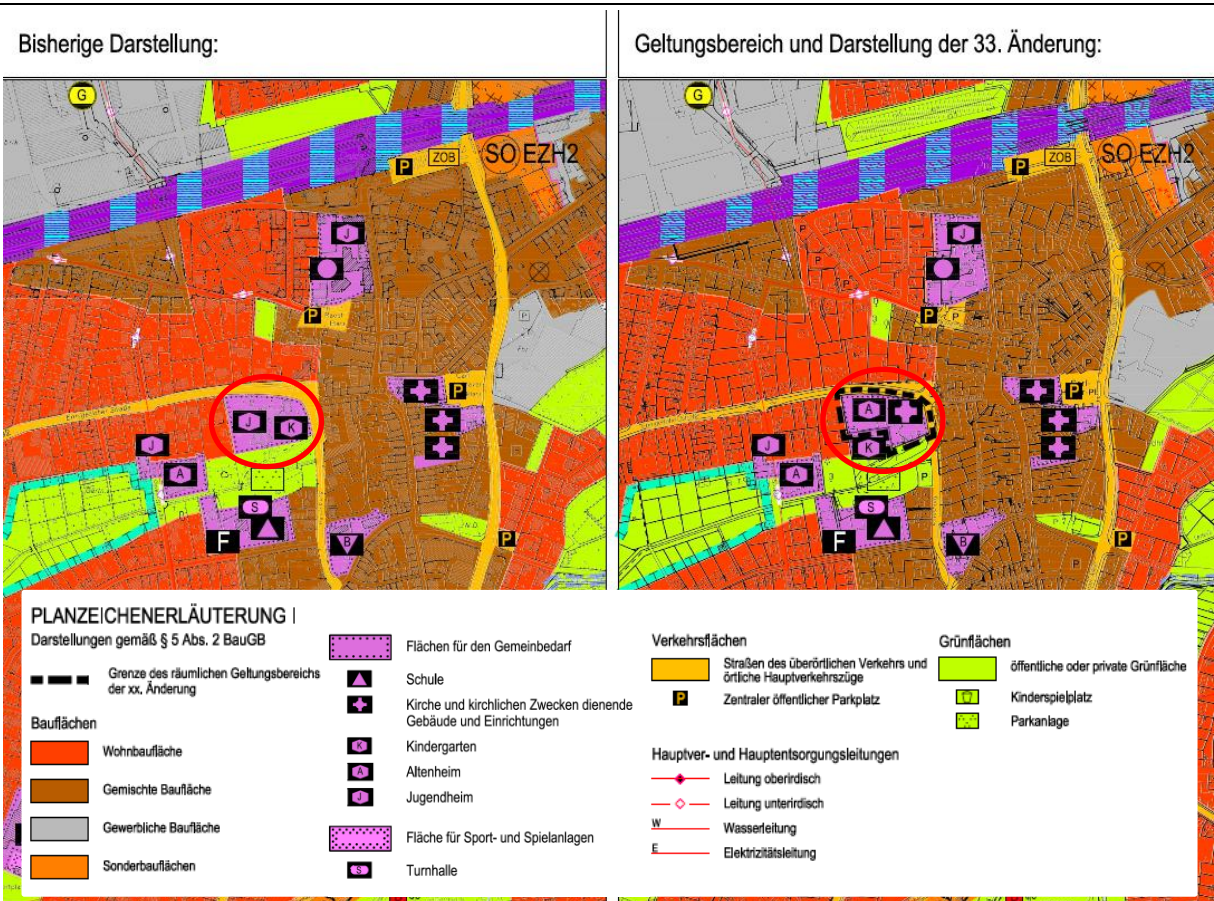 Bisherige Darstellung:
G
P
ZOB
SO EZH2
J
P
P
J
K
J
A
S
F
B
P
Geltungsbereich und Darstellung der 33. Änderung:
G
P
ZOB
SO EZH2
P
J
P
P
P
A
K
J
A
P
S
F
B
P
P
PLANZEICHENERLÄUTERUNG I
Darstellungen gemäß § 5 Abs. 2 BauGB
Grenze des räumlichen Geltungsbereichs
der xx. Änderung
Bauflächen
Wohnbaufläche
Gemischte Baufläche
Gewerbliche Baufläche
Sonderbauflächen
Flächen für den Gemeinbedarf
Schule
Kirche und kirchlichen Zwecken dienende
Gebäude und Einrichtungen
K Kindergarten
A Altenheim
J Jugendheim
Fläche für Sport- und Spielanlagen
S Turnhalle
Verkehrsflächen
Straßen des überörtlichen Verkehrs und
örtliche Hauptverkehrszüge
P Zentraler öffentlicher Parkplatz
Hauptver- und Hauptentsorgungsleitungen
Leitung oberirdisch
Leitung unterirdisch
W Wasserleitung
E Elektrizitätsleitung
Grünflächen
öffentliche oder private Grünfläche
Kinderspielplatz
Parkanlage